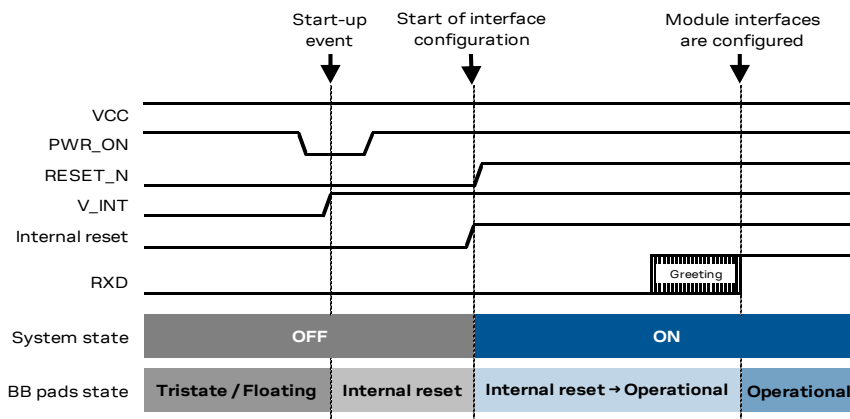 Start-up
event
Start of interface
configuration
Module interfaces
are configured
VCC
PWR_ON
RESET_N
V_INT
Internal reset
RXD
Greeting
System state
OFF
ON
BB pads state
Tristate / Floating
Internal reset
Internal reset → Operational
Operational